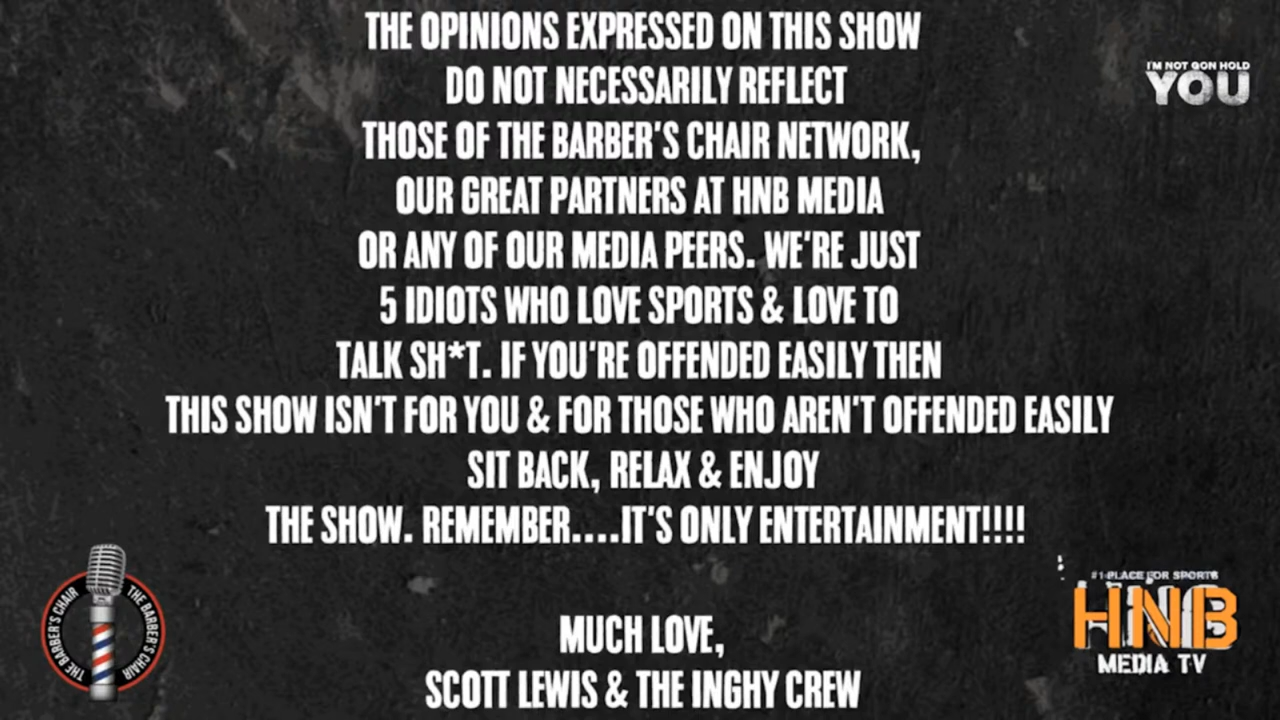 THE OPINIONS EXPRESSED ON THIS SHOW
DO NOT NECESSARILY REFLECT
THOSE OF THE BARBER'S CHAIR NETWORK,
OUR GREAT PARTNERS AT HNB MEDIA
OR ANY OF OUR MEDIA PEERS. WE'RE JUST
5 IDIOTS WHO LOVE SPORTS & LOVE TO
TALK SH*T. IF YOU'RE OFFENDED EASILY THEN
THIS SHOW ISN'T FOR YOU & FOR THOSE WHO AREN'T OFFENDED EASILY
SIT BACK, RELAX & ENJOY
THE SHOW. REMEMBER....IT'S ONLY ENTERTAINMENT!!!!
MUCH LOVE,
SCOTT LEWIS & THE INGHY CREW
I'M NOT GON HOLD
YOU
THE BARBER'S CHAIR
THE BARBER'S CHAIR
#1 PLACE FOR SPORTS
HNB
MEDIA TV